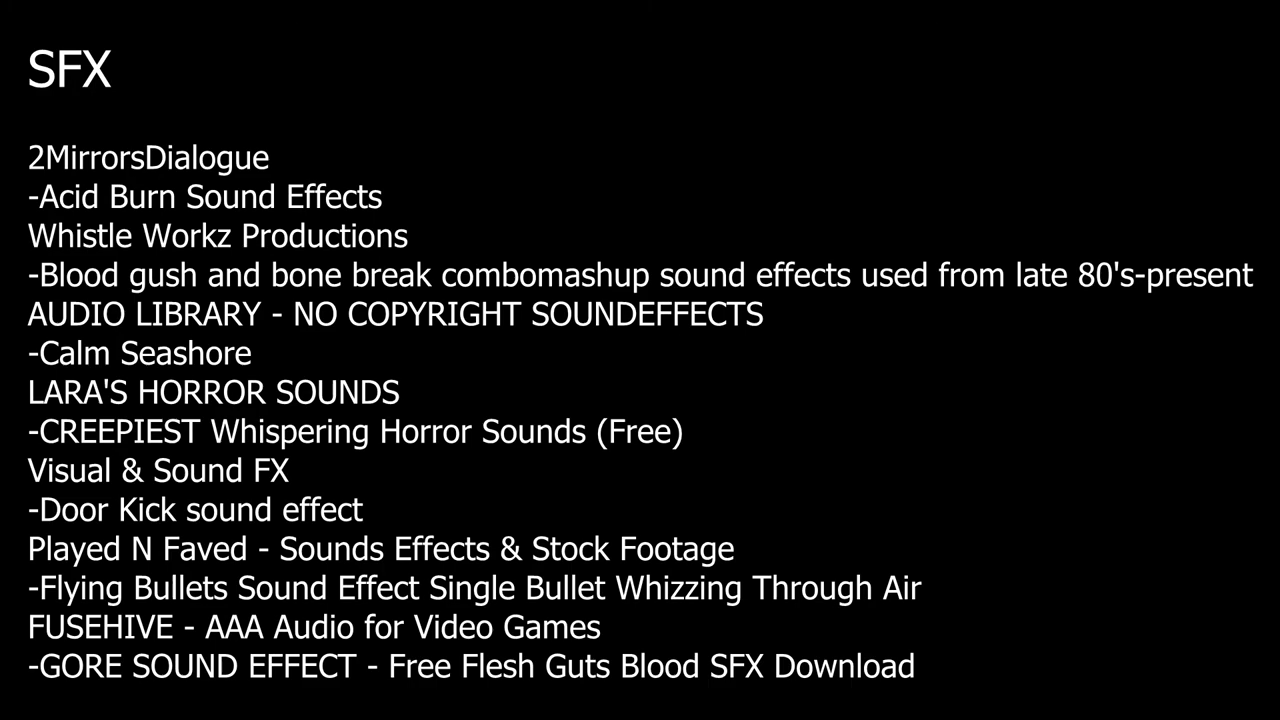 SFX
2MirrorsDialogue
-Acid Burn Sound Effects
Whistle Workz Productions
-Blood gush and bone break combomashup sound effects used from late 80's-present
AUDIO LIBRARY - NO COPYRIGHT SOUNDEFFECTS
-Calm Seashore
LARA'S HORROR SOUNDS
-CREEPIEST Whispering Horror Sounds (Free)
Visual & Sound FX
-Door Kick sound effect
Played N Faved - Sounds Effects & Stock Footage
-Flying Bullets Sound Effect Single Bullet Whizzing Through Air
FUSEHIVE - AAA Audio for Video Games
-GORE SOUND EFFECT - Free Flesh Guts Blood SFX Download